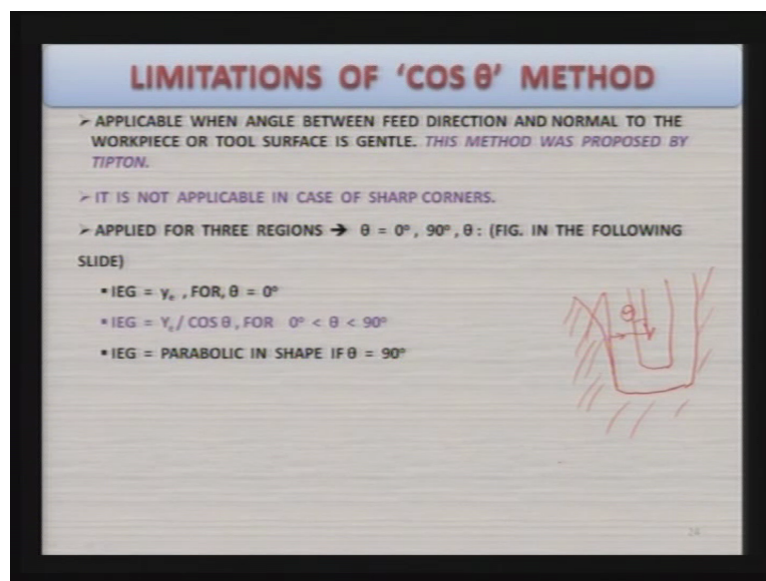 LIMITATIONS OF ‘COS θ’ METHOD
➢ APPLICABLE WHEN ANGLE BETWEEN FEED DIRECTION AND NORMAL TO THE
WORKPIECE OR TOOL SURFACE IS GENTLE. THIS METHOD WAS PROPOSED BY
TIPTON.
➢ IT IS NOT APPLICABLE IN CASE OF SHARP CORNERS.
➢ APPLIED FOR THREE REGIONS ➔ θ = 0°, 90°, θ: (FIG. IN THE FOLLOWING
SLIDE)
▪ IEG = yₑ , FOR, θ = 0°
▪ IEG = Yₑ/ COS θ, FOR 0° < θ < 90°
▪ IEG = PARABOLIC IN SHAPE IF θ = 90°
θ
24